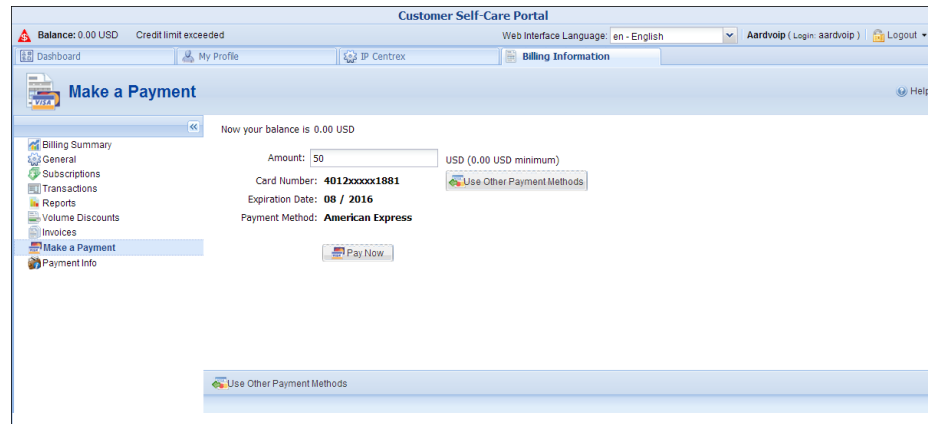 Customer Self-Care Portal
Balance: 0.00 USD Credit limit exceeded Web Interface Language: en - English Aardvoip ( Login: aardvoip ) Logout
Dashboard My Profile IP Centrex Billing Information
VISA Make a Payment Help
Now your balance is 0.00 USD
Billing Summary
General
Subscriptions
Transactions
Reports
Volume Discounts
Invoices
Make a Payment
Payment Info
Amount: 50 USD (0.00 USD minimum)
Card Number: 4012xxxxx1881 Use Other Payment Methods
Expiration Date: 08 / 2016
Payment Method: American Express
Pay Now
Use Other Payment Methods